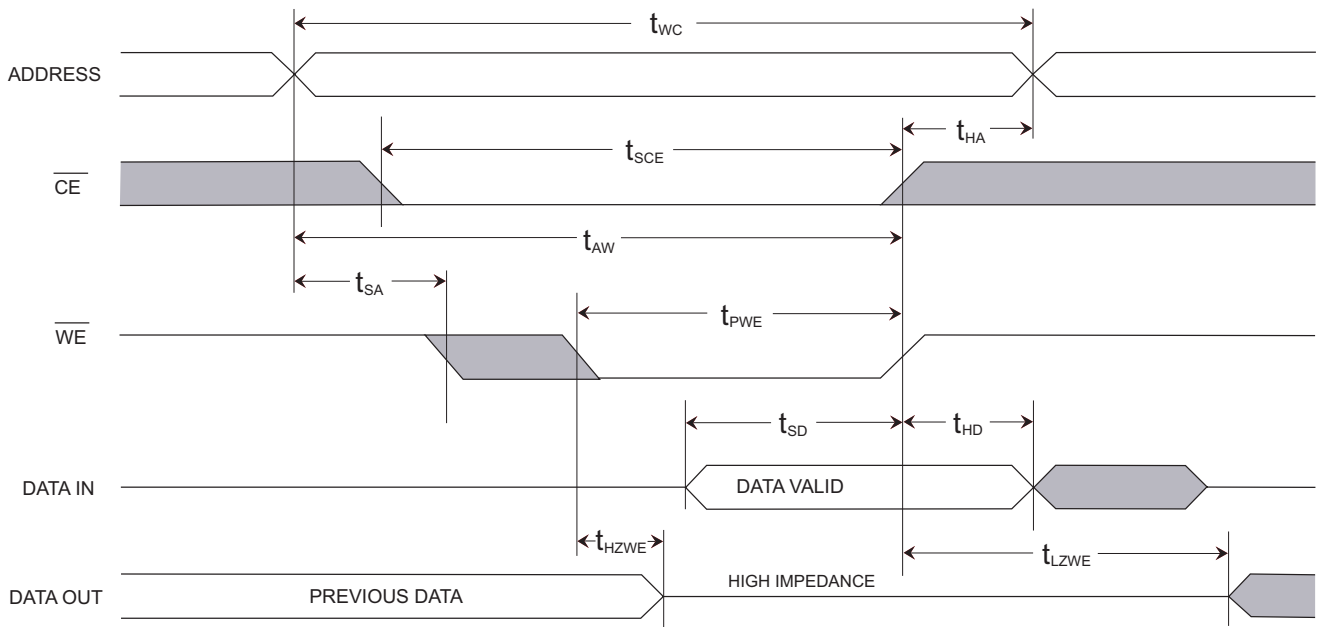 tWC
ADDRESS
tHA
tSCE
CE
tAW
tSA
tPWE
WE
tSD
tHD
DATA IN
DATA VALID
tHZWE
tLZWE
HIGH IMPEDANCE
DATA OUT
PREVIOUS DATA